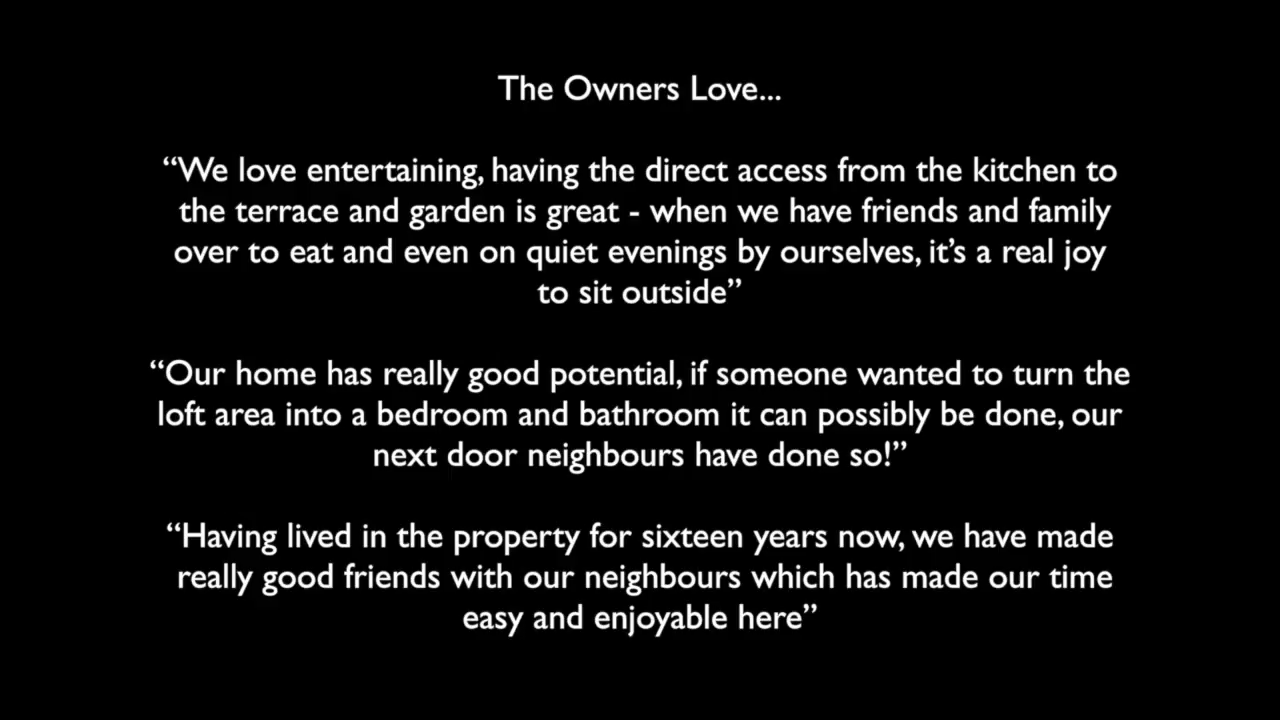 The Owners Love...
“We love entertaining, having the direct access from the kitchen to
the terrace and garden is great - when we have friends and family
over to eat and even on quiet evenings by ourselves, it’s a real joy
to sit outside”
“Our home has really good potential, if someone wanted to turn the
loft area into a bedroom and bathroom it can possibly be done, our
next door neighbours have done so!”
“Having lived in the property for sixteen years now, we have made
really good friends with our neighbours which has made our time
easy and enjoyable here”